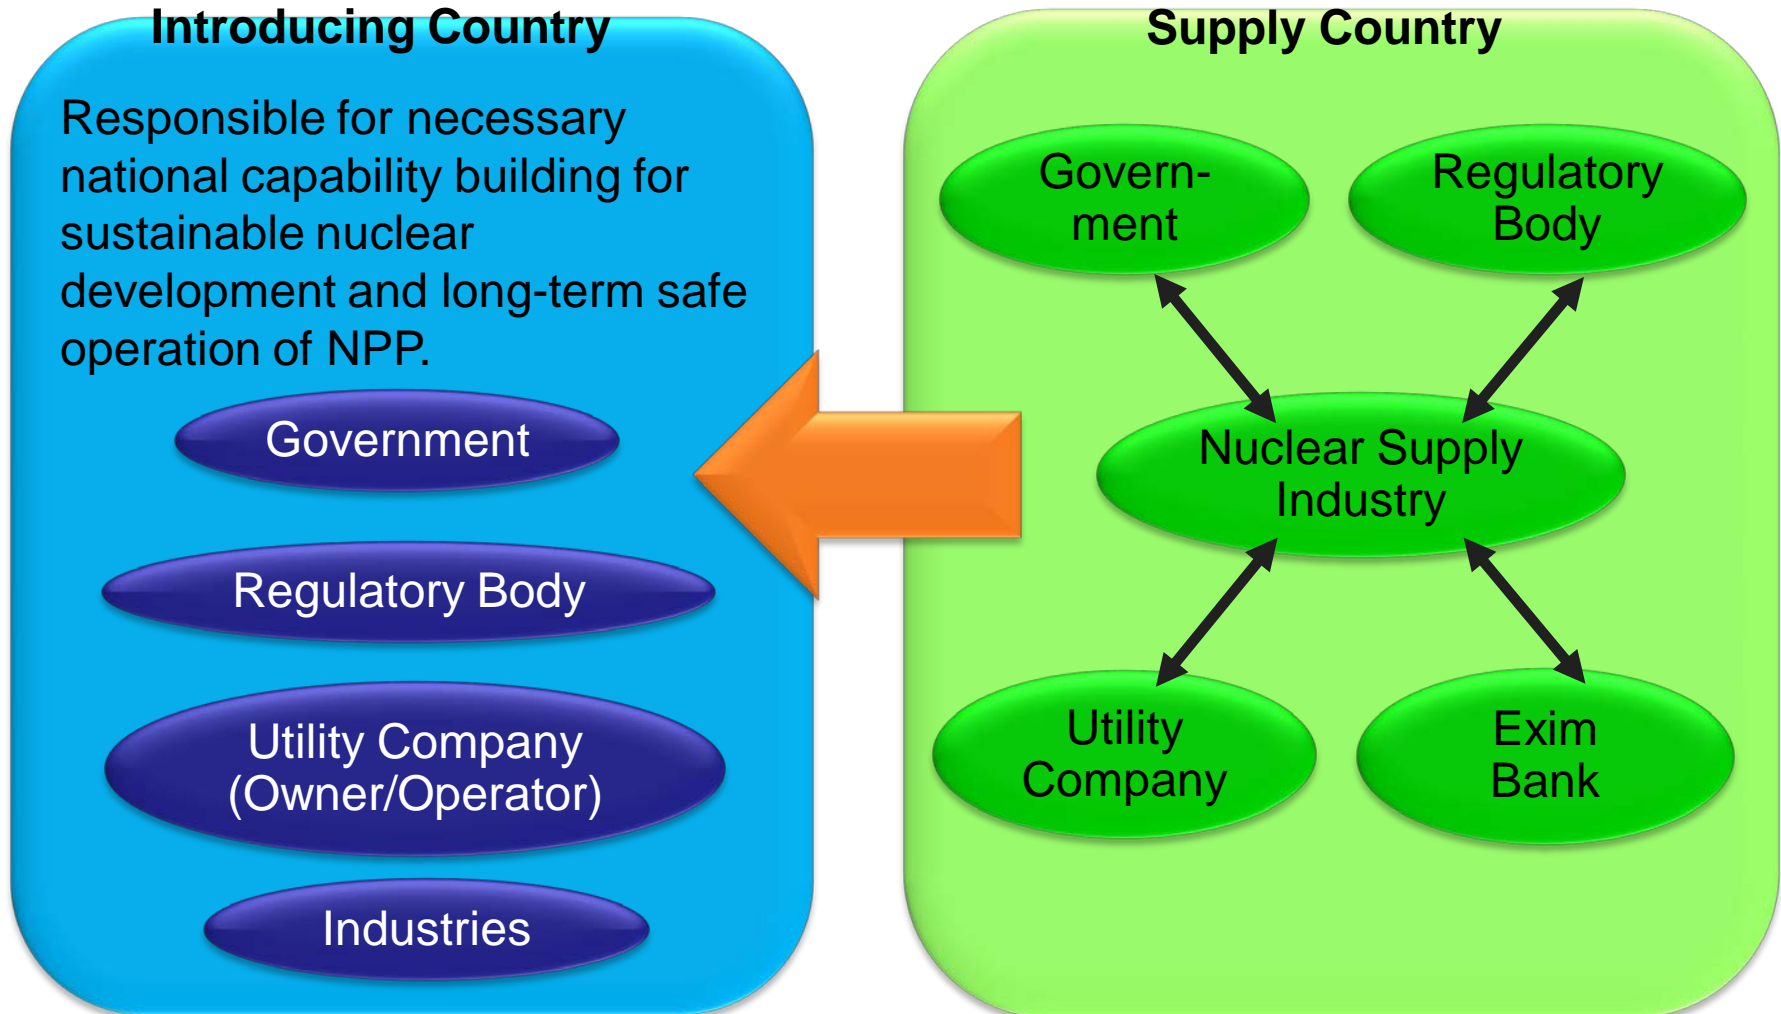 Introducing Country
Responsible for necessary
national capability building for
sustainable nuclear
development and long-term safe
operation of NPP.
Government
Regulatory Body
Utility Company
(Owner/Operator)
Industries
Supply Country
Govern-
ment
Regulatory
Body
Nuclear Supply
Industry
Utility
Company
Exim
Bank